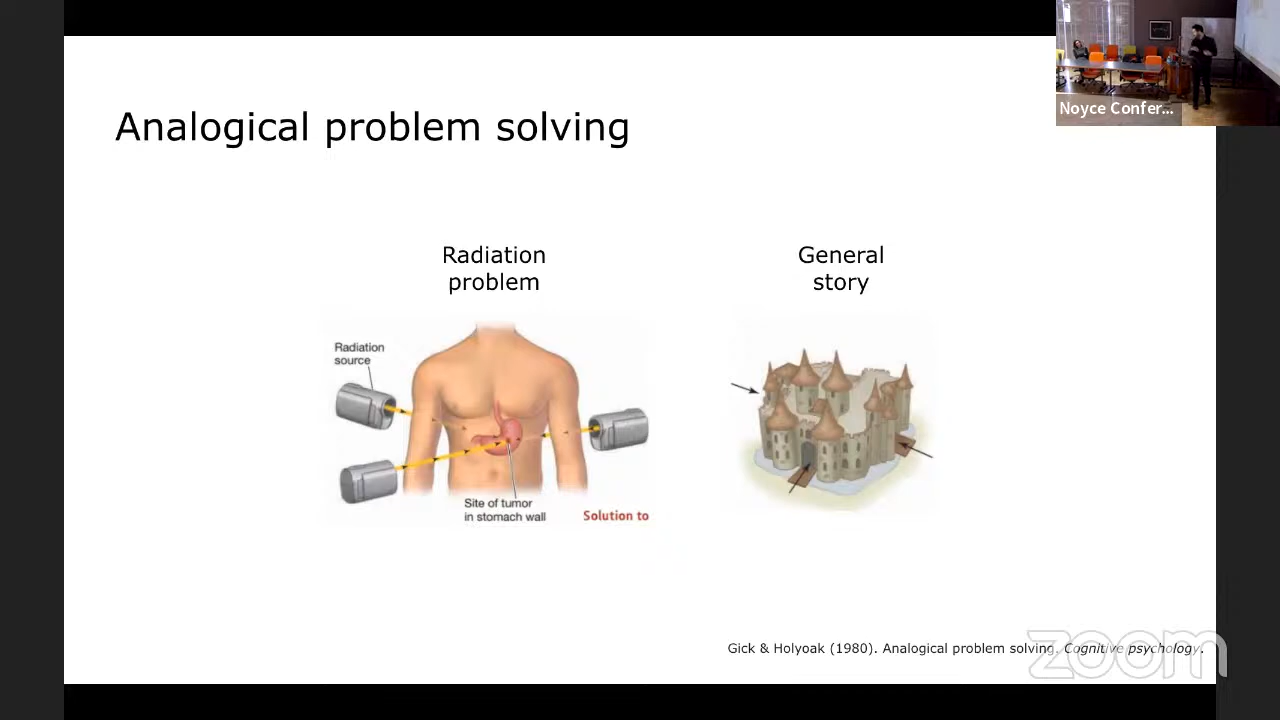 Noyce Confer...
Analogical problem solving
Radiation
problem
General
story
Radiation
source
Site of tumor
in stomach wall
Solution to
Gick & Holyoak (1980). Analogical problem solving. Cognitive psychology.
zoom